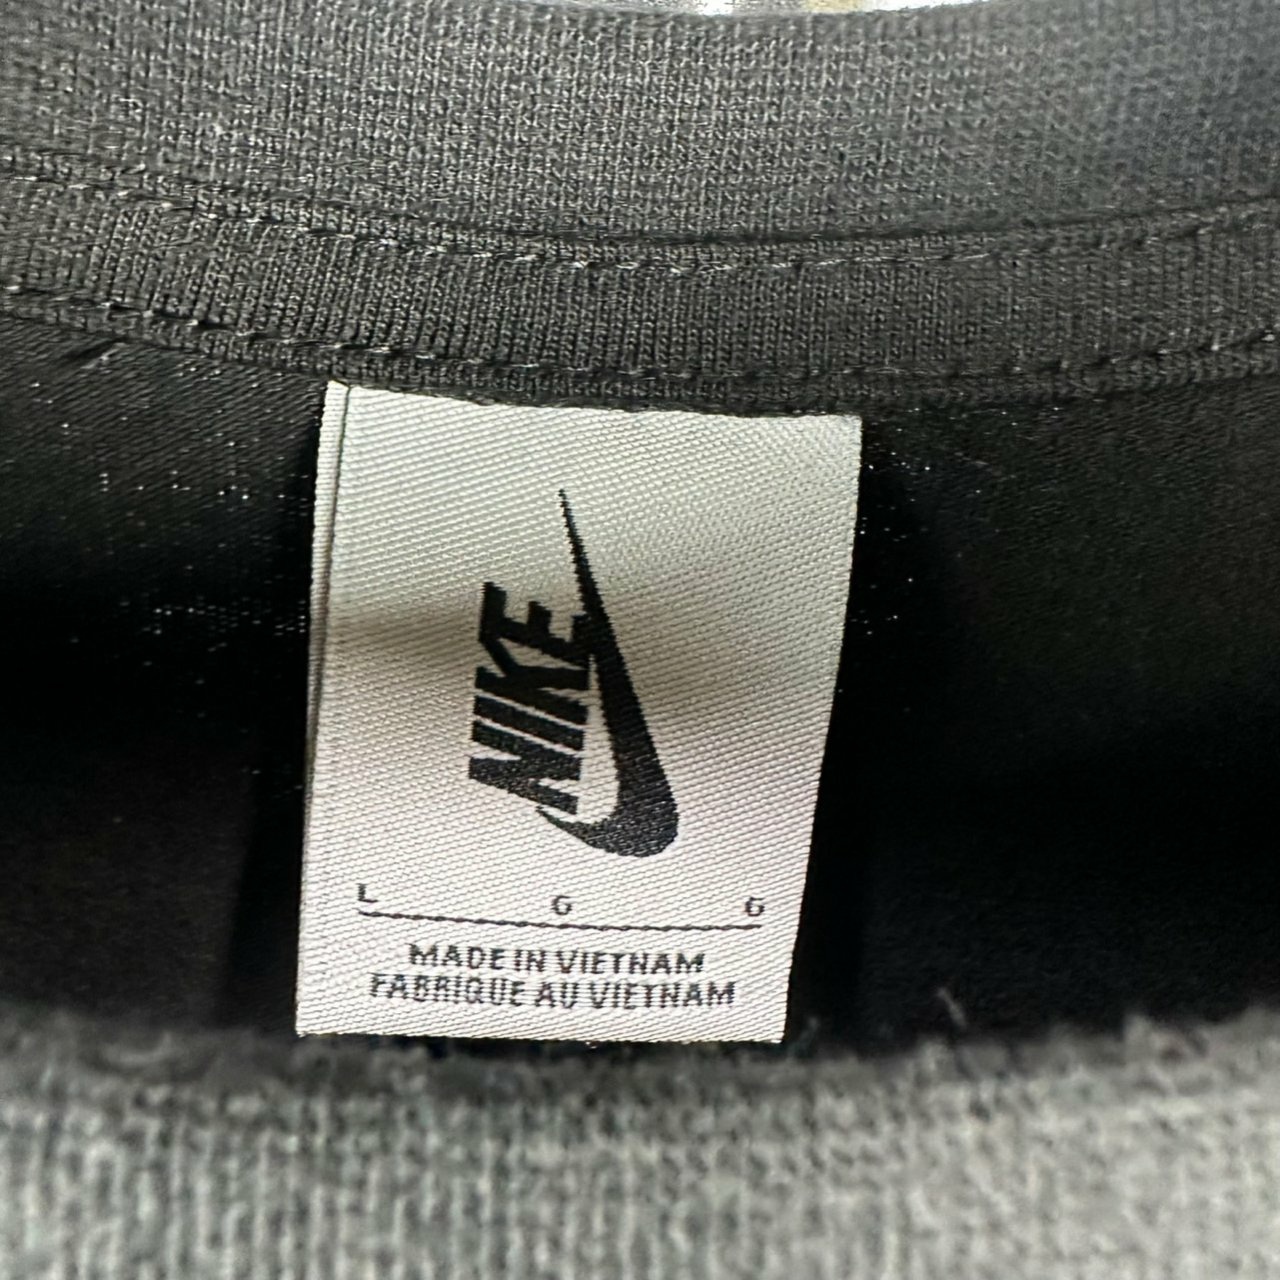 NIKE
L G G
MADE IN VIETNAM
FABRIQUE AU VIETNAM